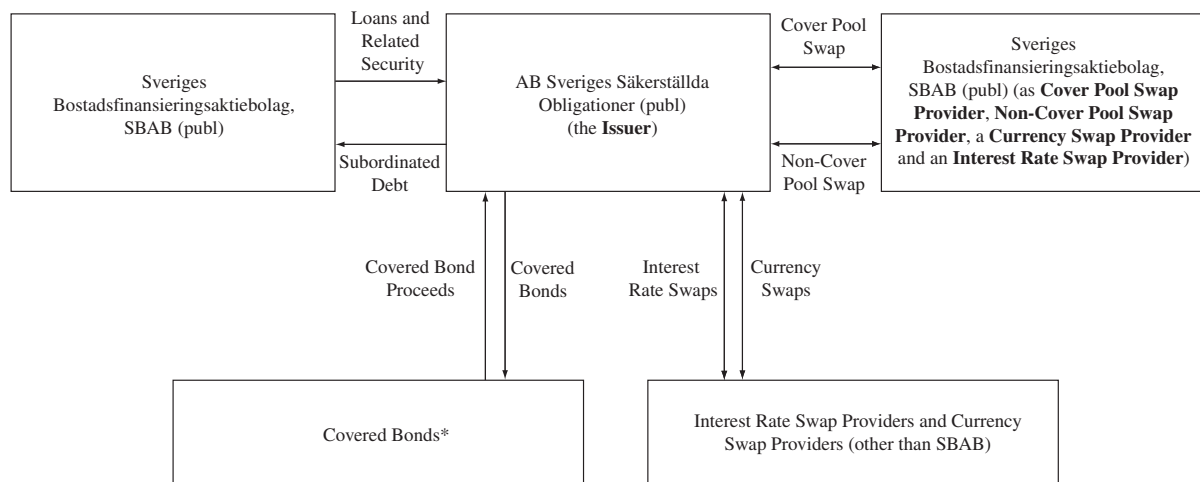 Sveriges
Bostadsfinansieringsaktiebolag,
SBAB (publ)
Loans and
Related
Security
Subordinated
Debt
AB Sveriges Säkerställda
Obligationer (publ)
(the Issuer)
Cover Pool
Swap
Non-Cover
Pool Swap
Sveriges
Bostadsfinansieringsaktiebolag,
SBAB (publ) (as Cover Pool Swap
Provider, Non-Cover Pool Swap
Provider, a Currency Swap Provider
and an Interest Rate Swap Provider)
Covered Bond
Proceeds
Covered
Bonds
Interest
Rate Swaps
Currency
Swaps
Covered Bonds*
Interest Rate Swap Providers and Currency
Swap Providers (other than SBAB)